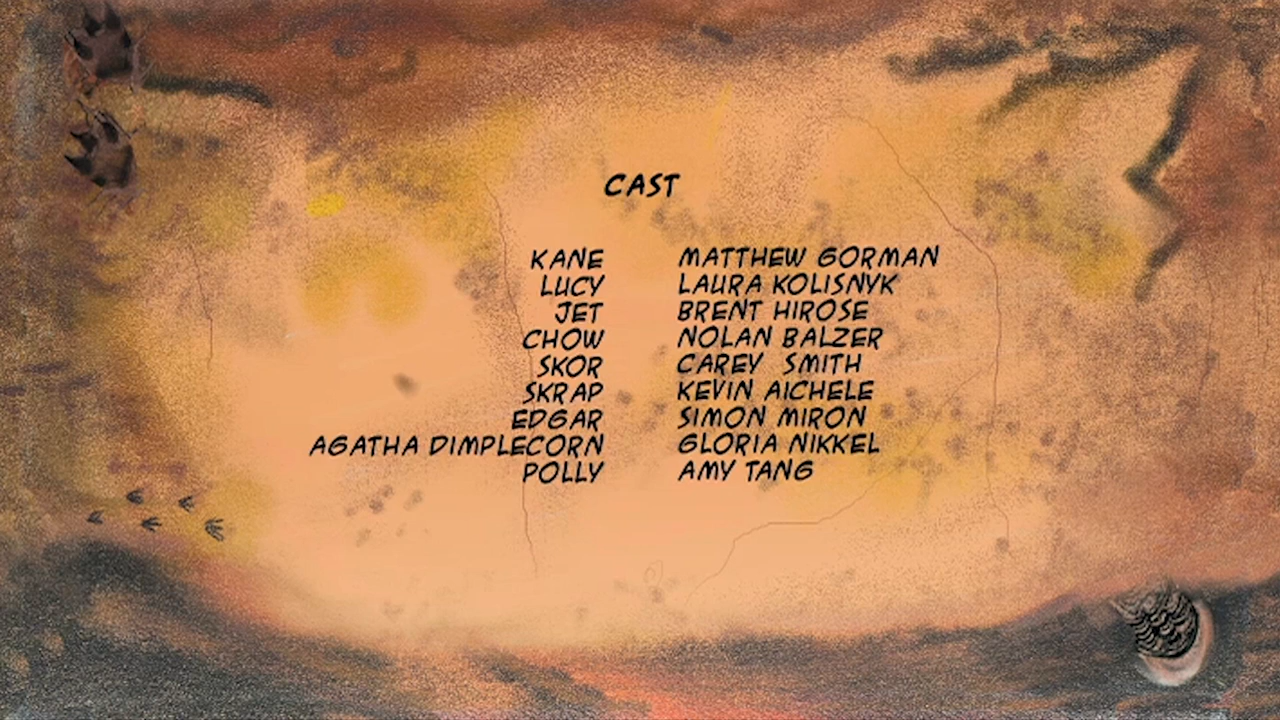 CAST
KANE MATTHEW GORMAN
LUCY LAURA KOLISNYK
JET BRENT HIROSE
CHOW NOLAN BALZER
SKOR CAREY SMITH
SKRAP KEVIN AICHELE
EDGAR SIMON MIRON
AGATHA DIMPLECORN GLORIA NIKKEL
POLLY AMY TANG